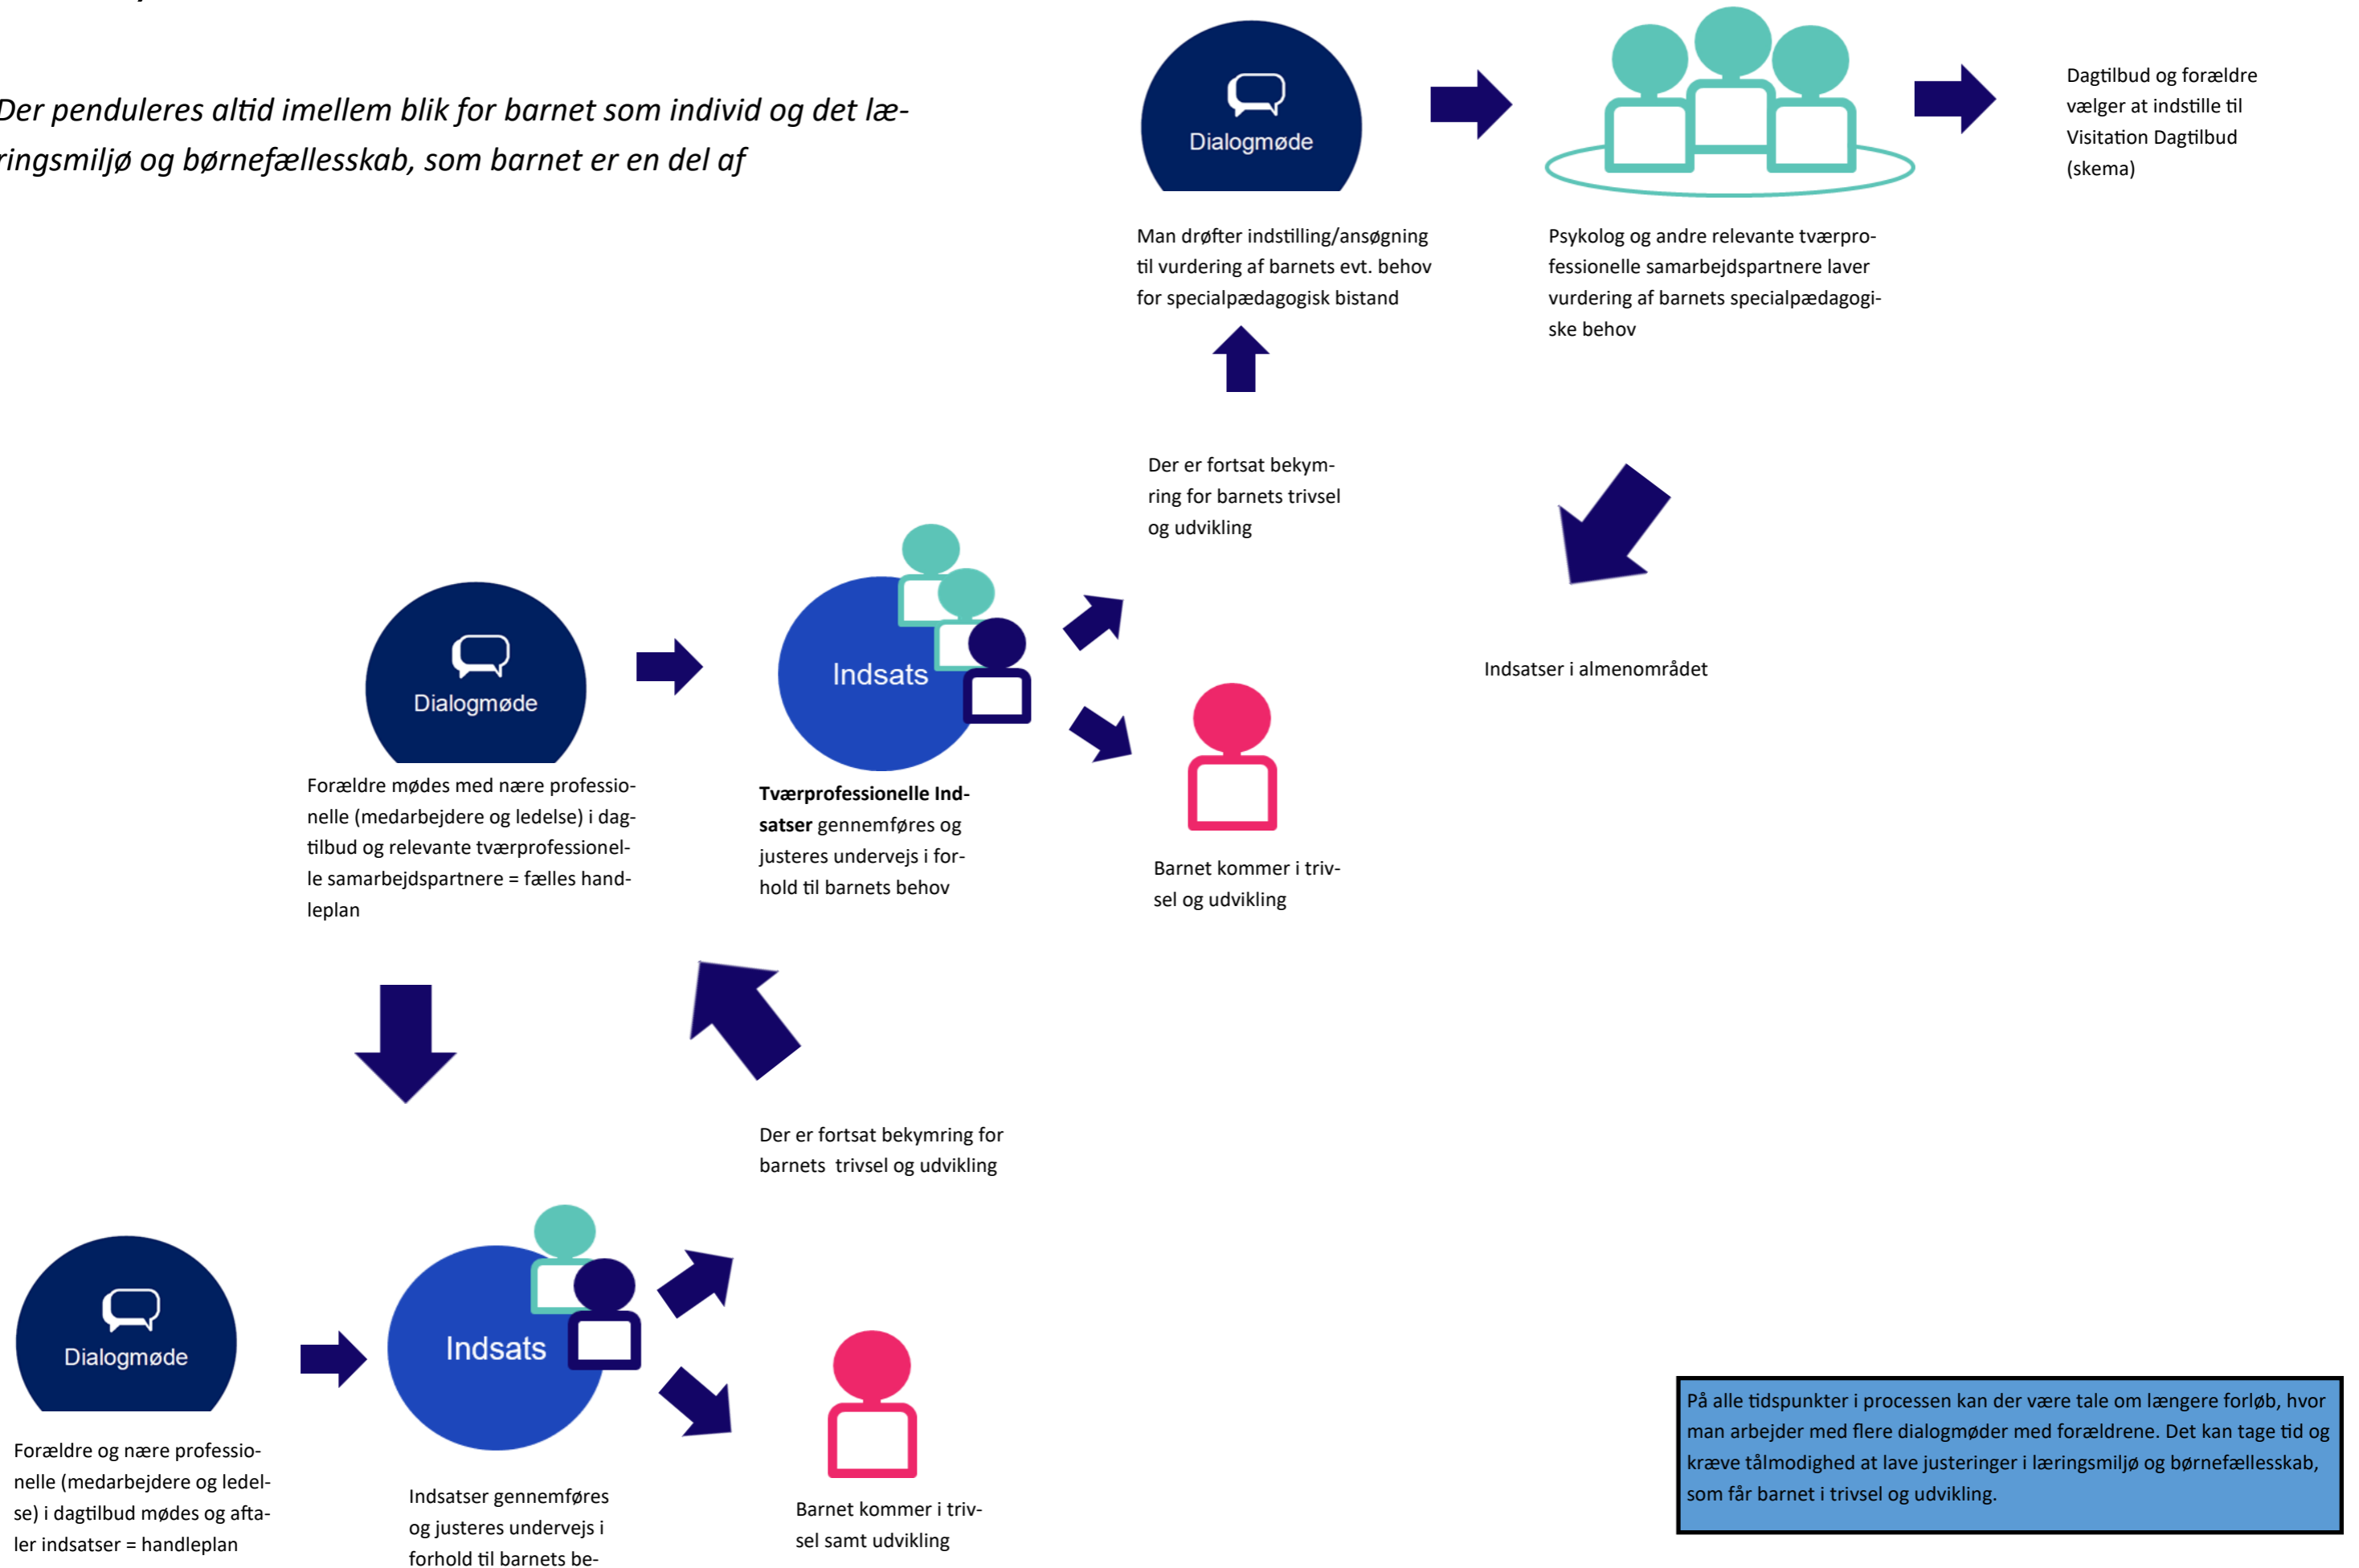 Der penduleres altid imellem blik for barnet som individ og det læ-
ringsmiljø og børnefællesskab, som barnet er en del af
Dialogmøde
Man drøfter indstilling/ansøgning
til vurdering af barnets evt. behov
for specialpædagogisk bistand
Psykolog og andre relevante tværpro-
fessionelle samarbejdspartnere laver
vurdering af barnets specialpædagogi-
ske behov
Dagtilbud og forældre
vælger at indstille til
Visitation Dagtilbud
(skema)
Der er fortsat bekym-
ring for barnets trivsel
og udvikling
Indsatser i almenområdet
Dialogmøde
Forældre mødes med nære professio-
nelle (medarbejdere og ledelse) i dag-
tilbud og relevante tværprofessionel-
le samarbejdspartnere = fælles hand-
leplan
Indsats
Tværprofessionelle Ind-
satser gennemføres og
justeres undervejs i for-
hold til barnets behov
Barnet kommer i triv-
sel og udvikling
Der er fortsat bekymring for
barnets  trivsel og udvikling
Dialogmøde
Forældre og nære professio-
nelle (medarbejdere og ledel-
se) i dagtilbud mødes og afta-
ler indsatser = handleplan
Indsats
Indsatser gennemføres
og justeres undervejs i
forhold til barnets be-
Barnet kommer i triv-
sel samt udvikling
På alle tidspunkter i processen kan der være tale om længere forløb, hvor
man arbejder med flere dialogmøder med forældrene. Det kan tage tid og
kræve tålmodighed at lave justeringer i læringsmiljø og børnefællesskab,
som får barnet i trivsel og udvikling.